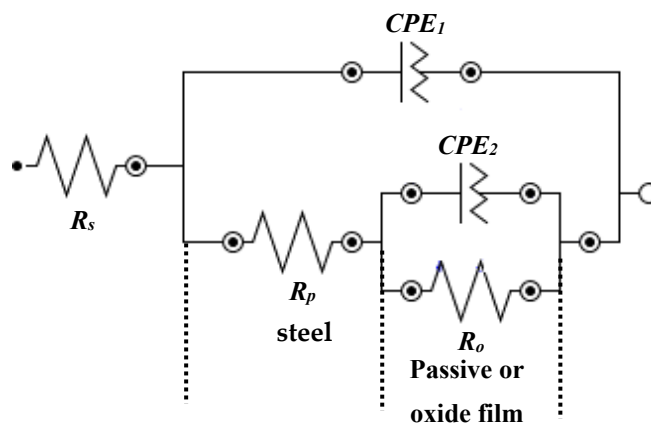 CPE1
CPE2
Rs
Rp
steel
Ro
Passive or
oxide film